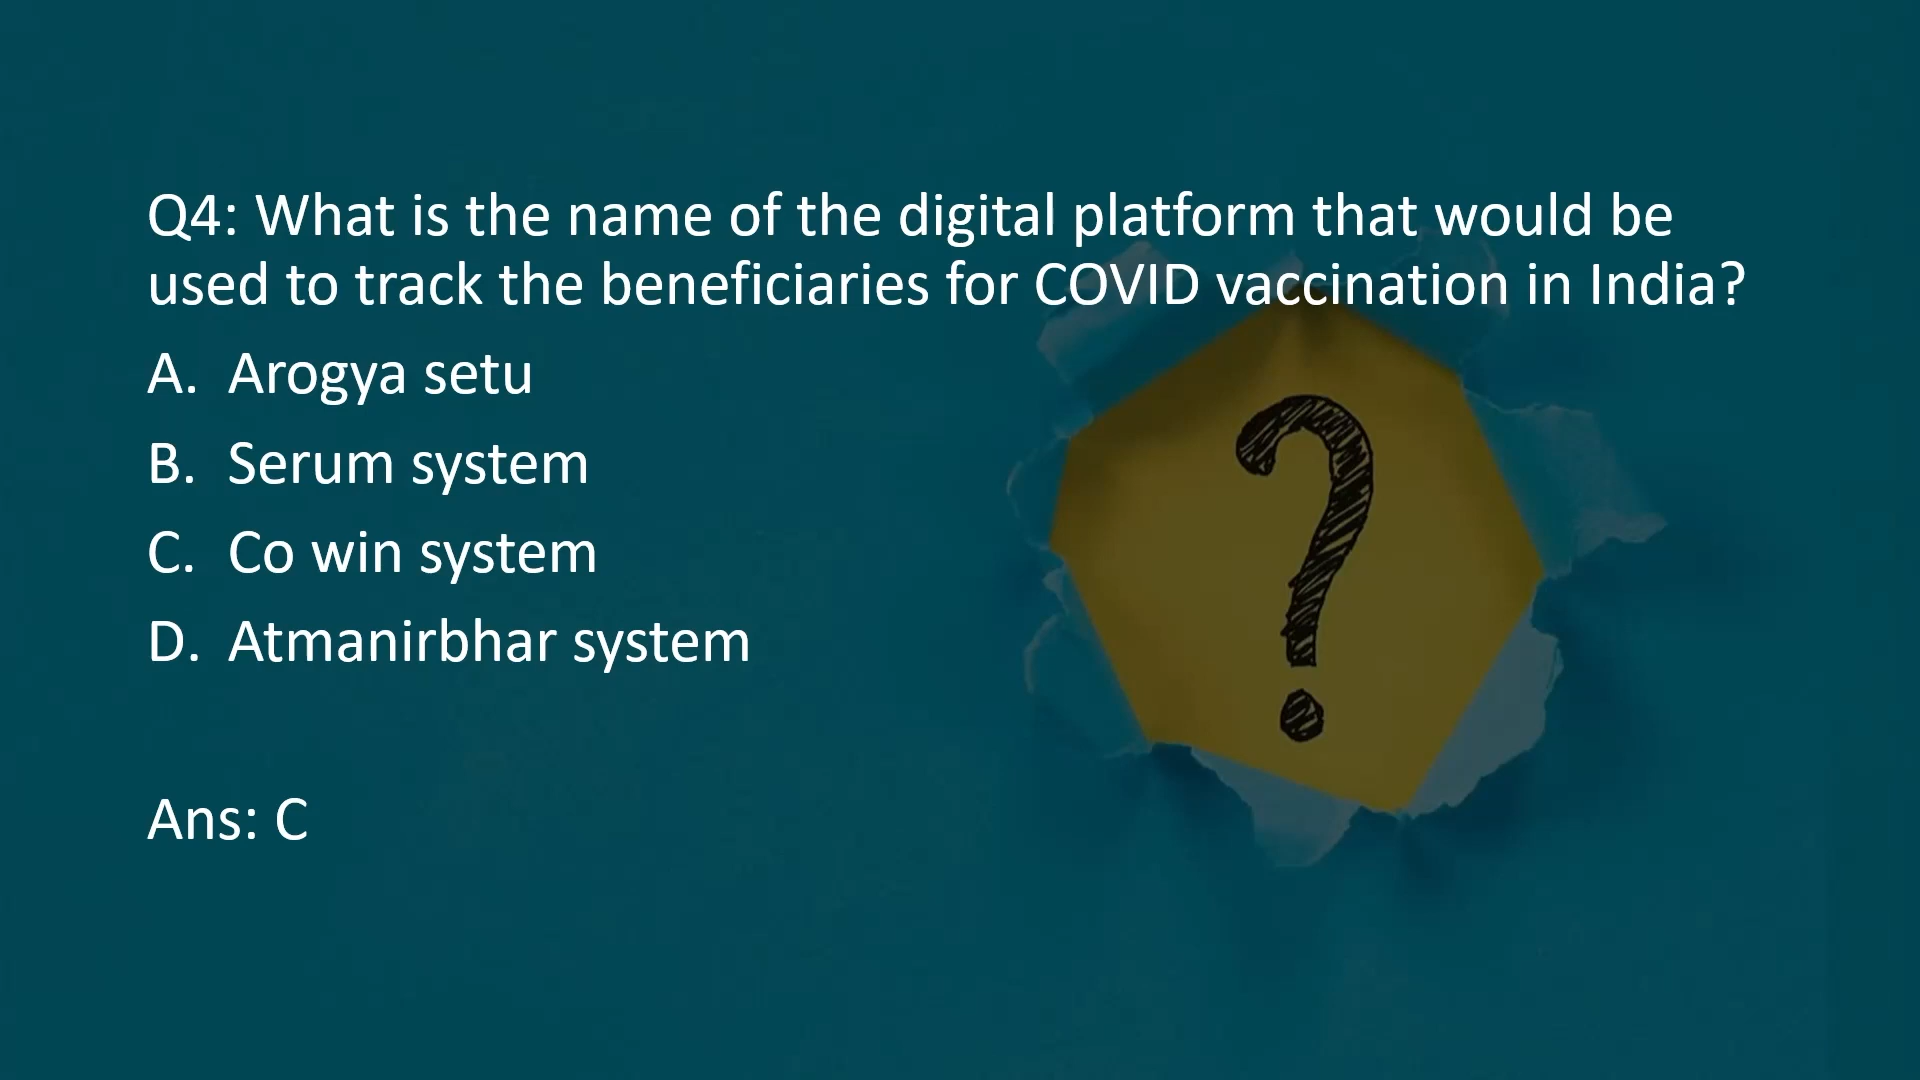 Q4: What is the name of the digital platform that would be
used to track the beneficiaries for COVID vaccination in India?
A. Arogya setu
B. Serum system
C. Co win system
D. Atmanirbhar system
Ans: C